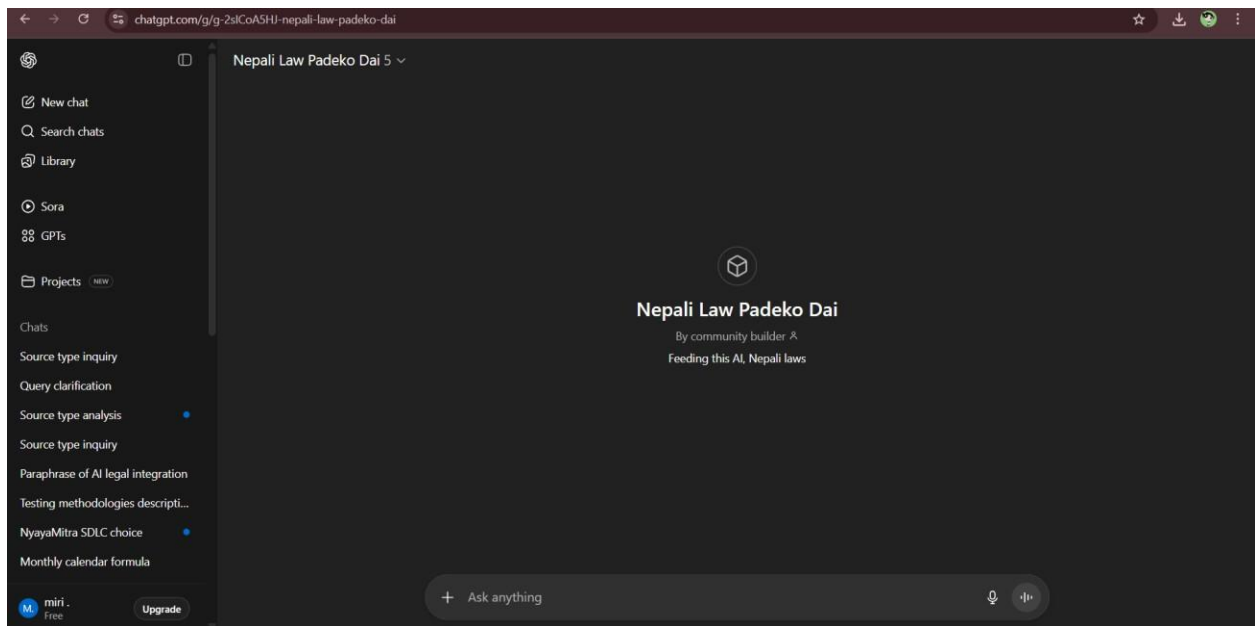 chatgpt.com/g/g-2slCoA5HJ-nepali-law-padeko-dai
New chat
Search chats
Library
Sora
GPTs
Projects NEW
Chats
Source type inquiry
Query clarification
Source type analysis
Source type inquiry
Paraphrase of AI legal integration
Testing methodologies descripti...
NyayaMitra SDLC choice
Monthly calendar formula
M. miri .
Free
Upgrade
Nepali Law Padeko Dai 5
Nepali Law Padeko Dai
By community builder
Feeding this AI, Nepali laws
Ask anything